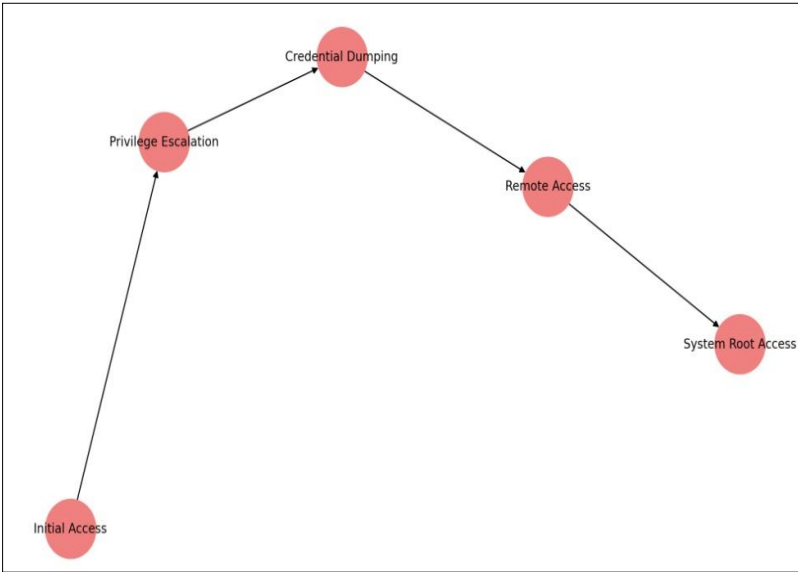 Credential Dumping
Privilege Escalation
Remote Access
System Root Access
Initial Access